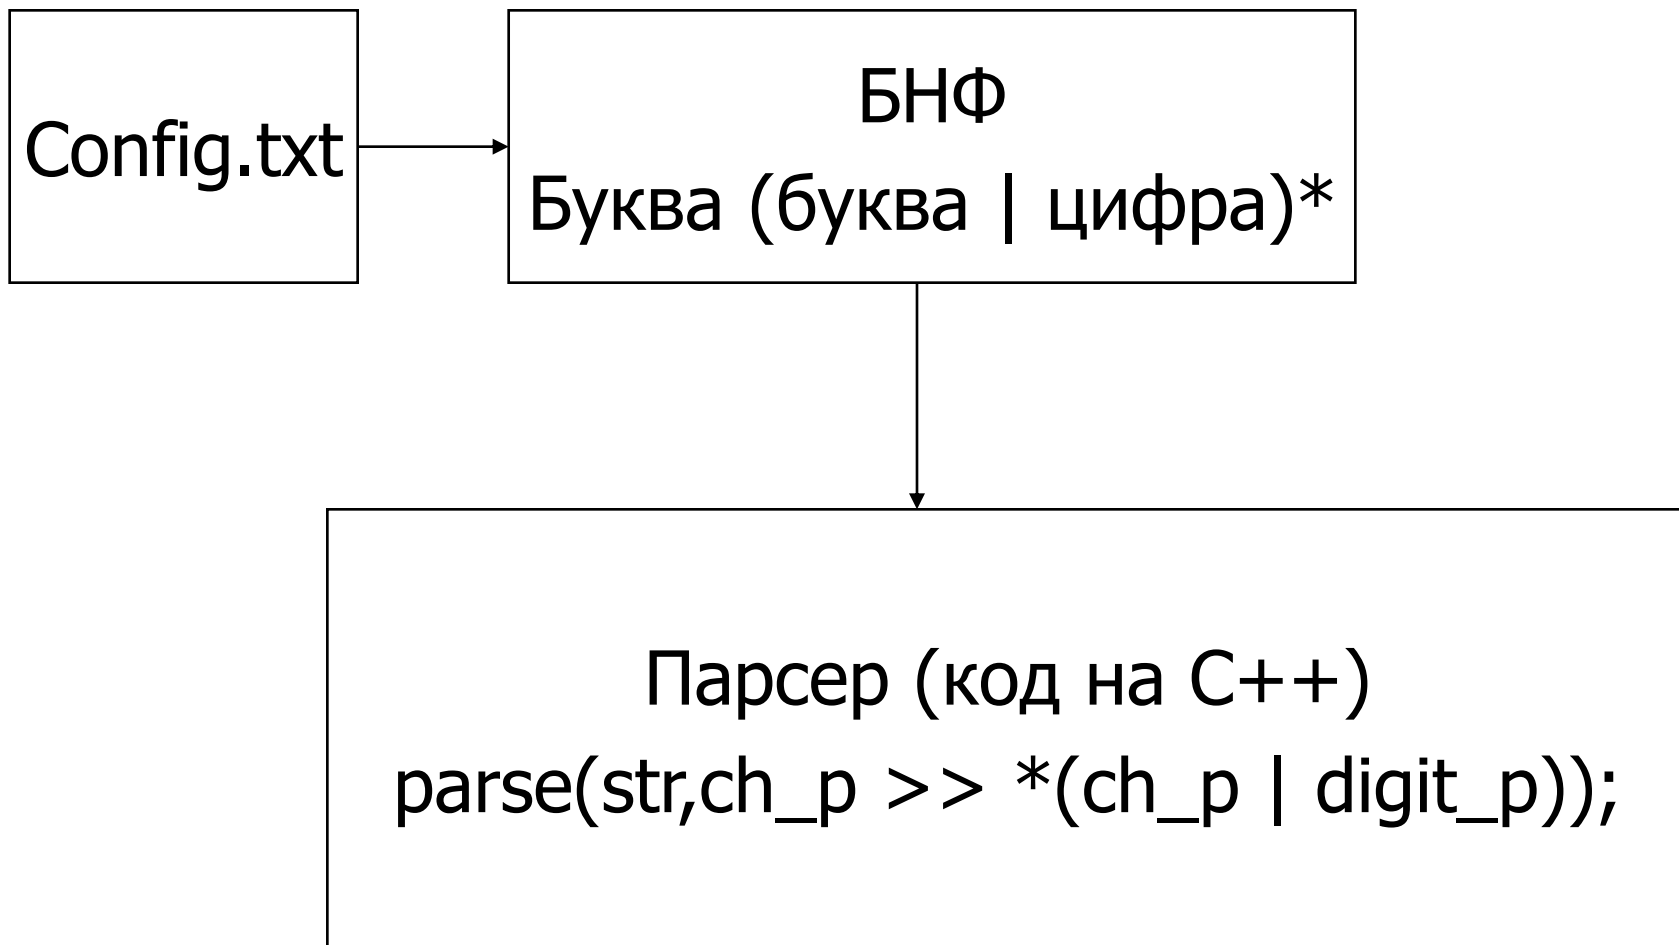 Config.txt
БНФ
Буква (буква | цифра)*
Парсер (код на C++)
parse(str,ch_p >> *(ch_p | digit_p));